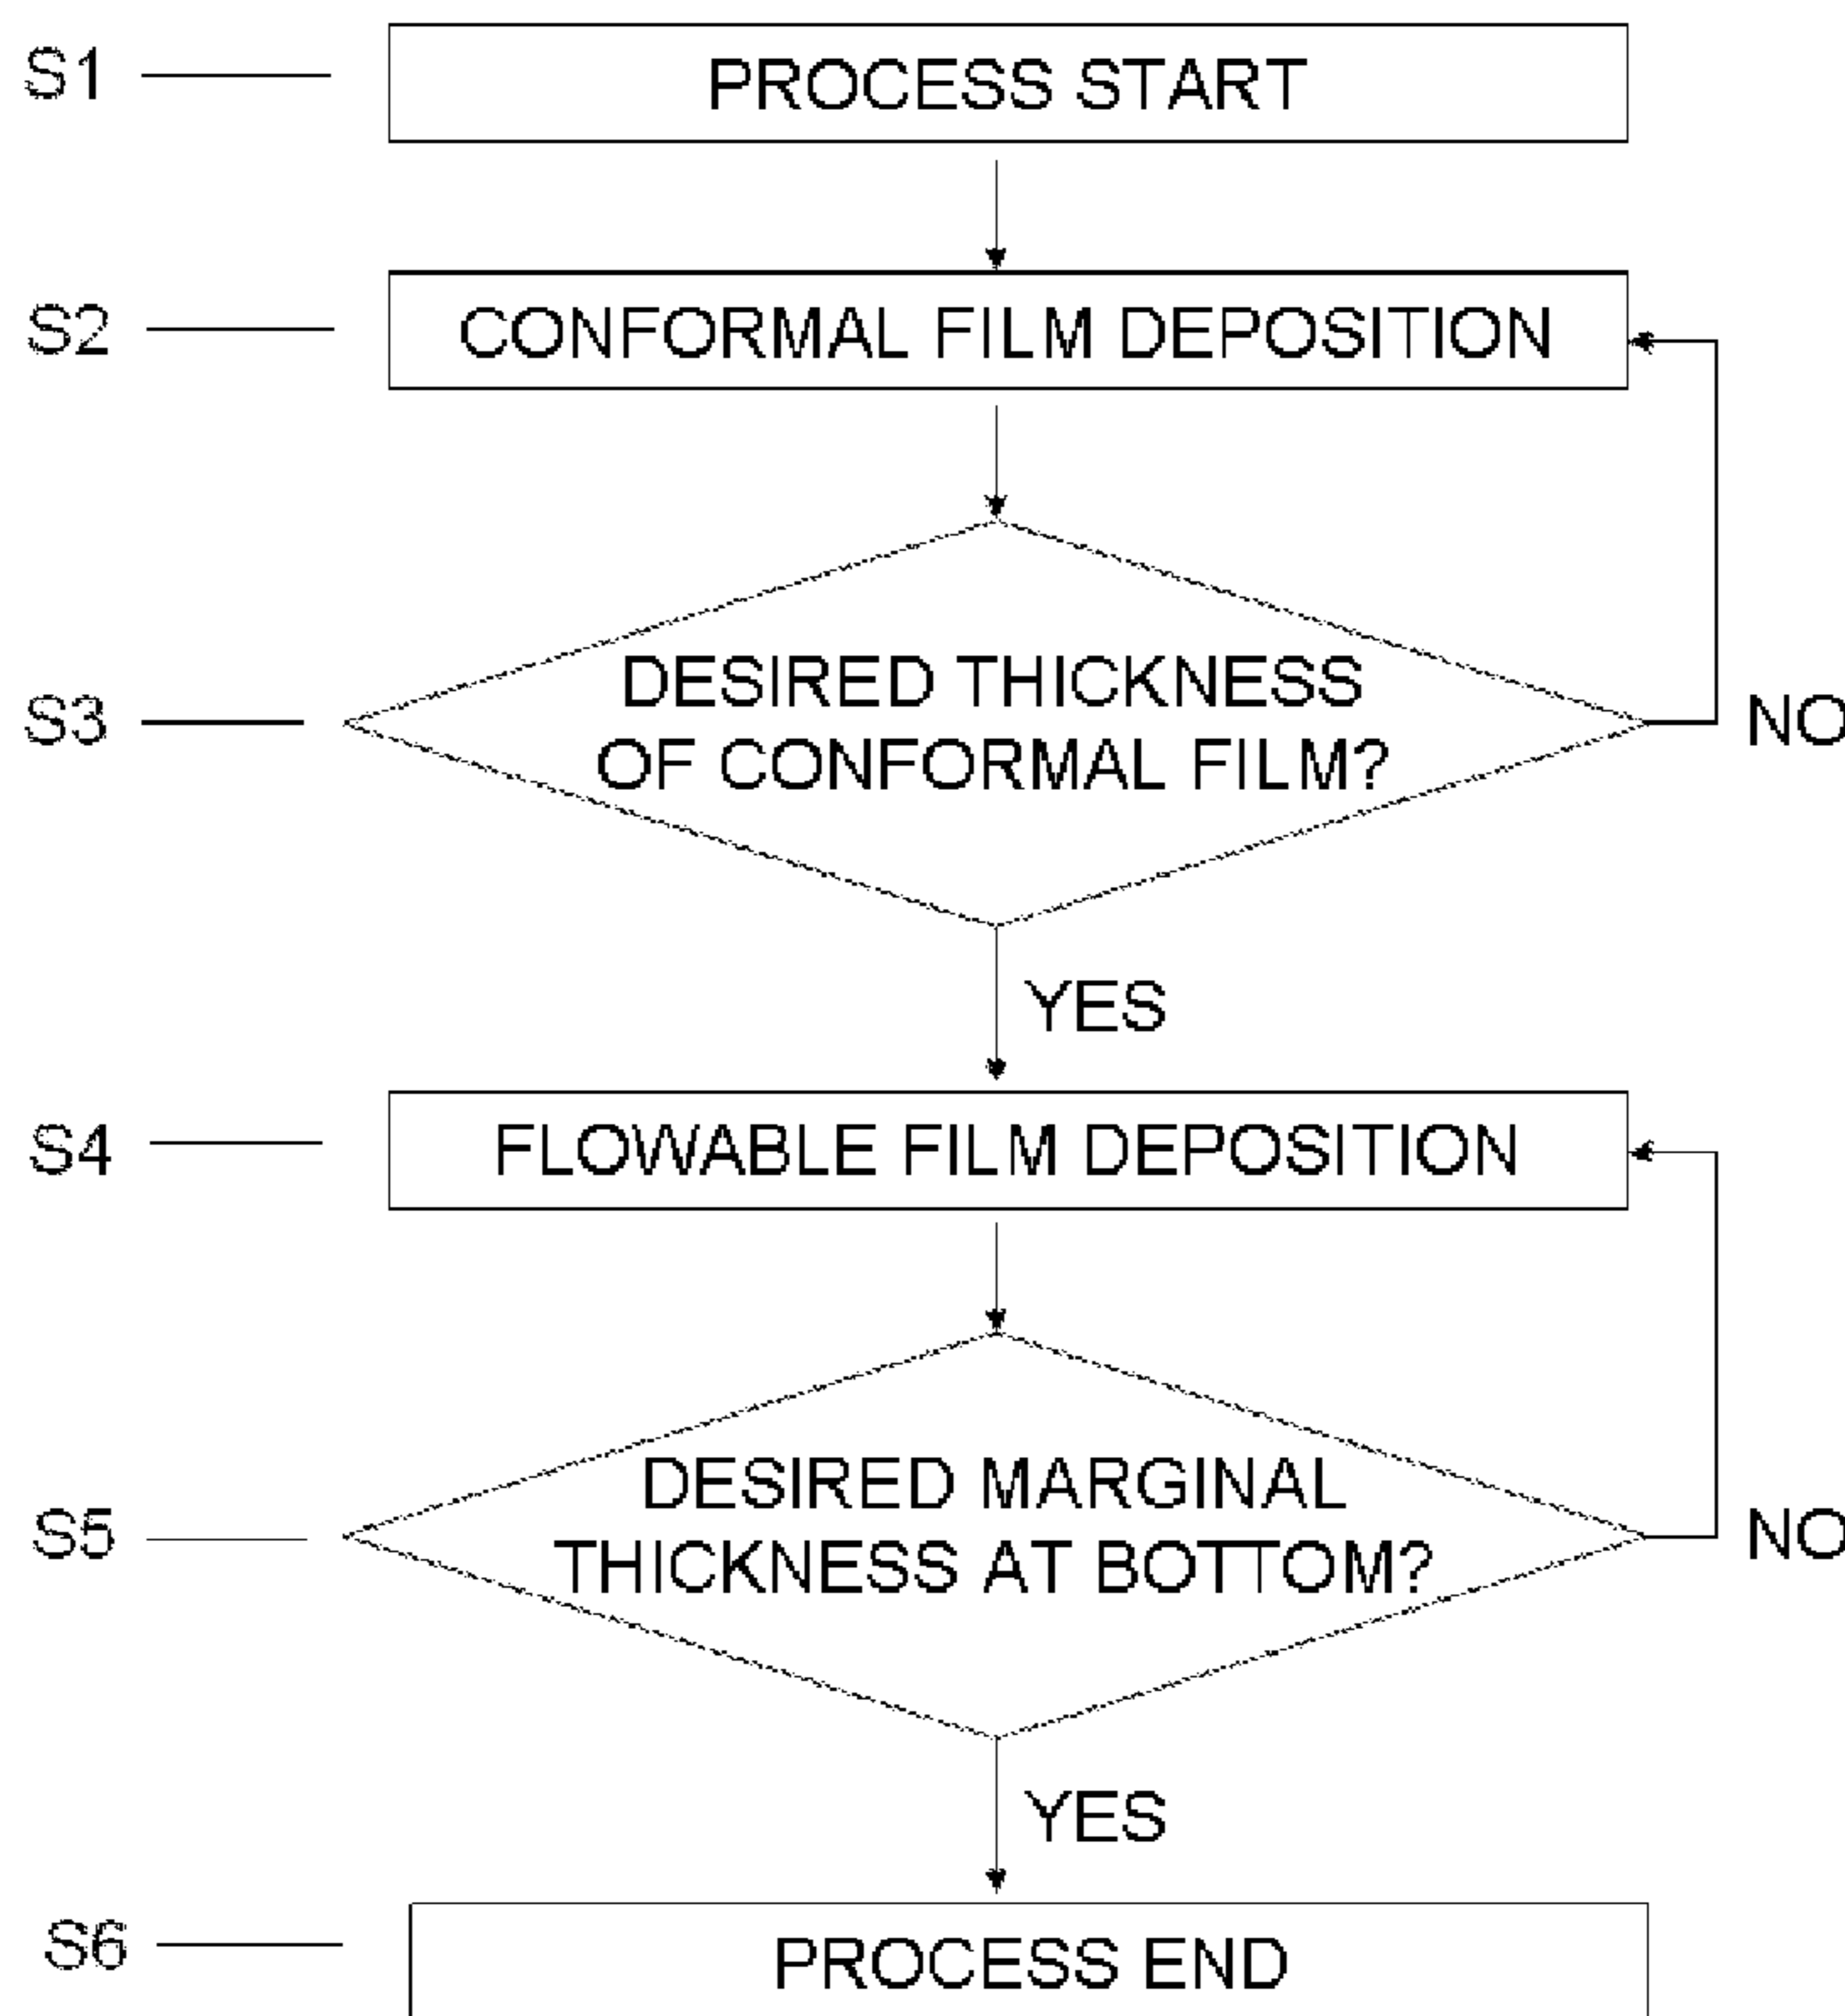 S1
PROCESS START
S2
CONFORMAL FILM DEPOSITION
S3
DESIRED THICKNESS
OF CONFORMAL FILM?
NO
YES
S4
FLOWABLE FILM DEPOSITION
S5
DESIRED MARGINAL
THICKNESS AT BOTTOM?
NO
YES
S6
PROCESS END